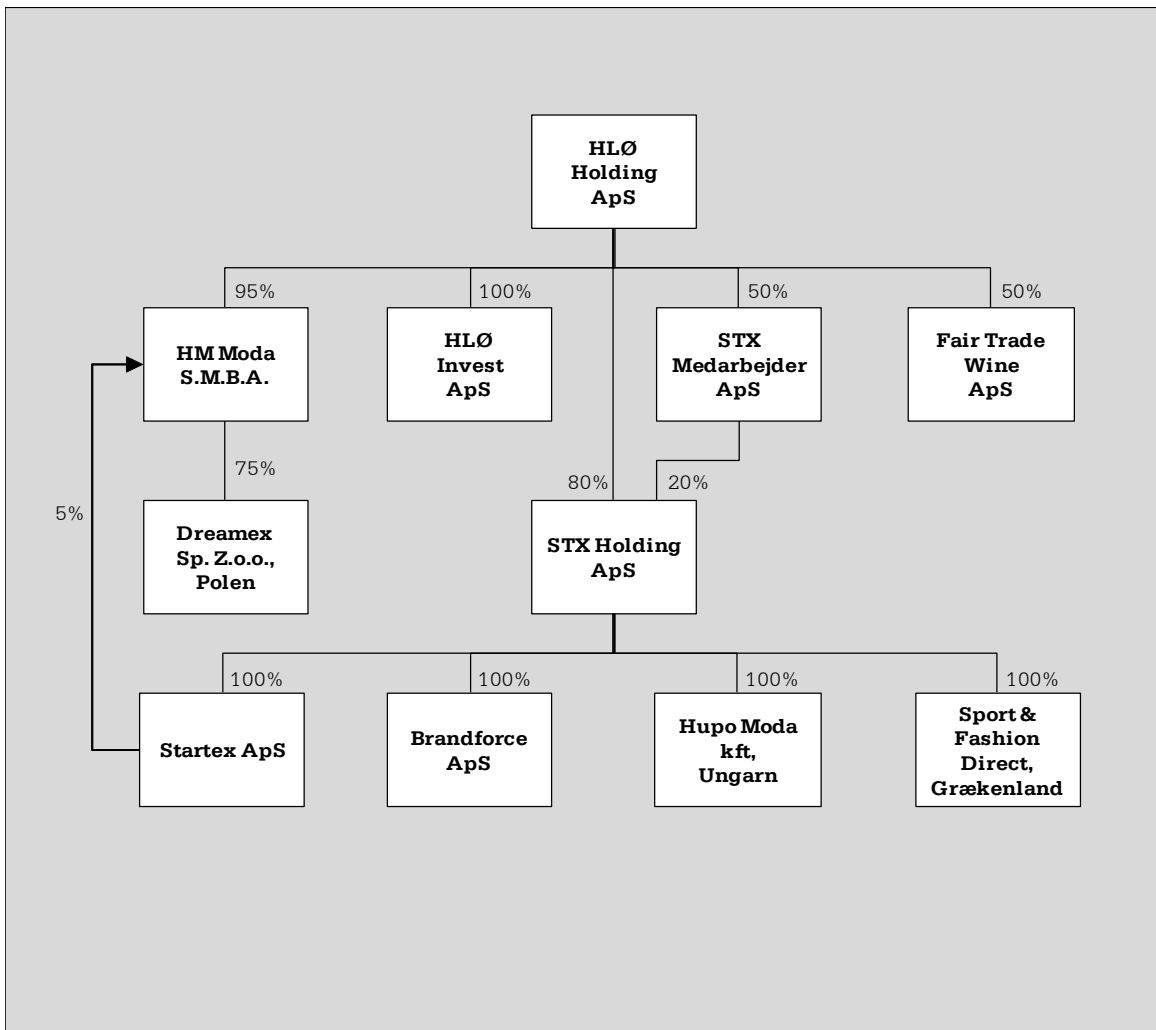 HLØ
Holding
ApS
95%
100%
50%
50%
HM Moda
S.M.B.A.
HLØ
Invest
ApS
STX
Medarbejder
ApS
Fair Trade
Wine
ApS
75%
80%
20%
5%
Dreamex
Sp. Z.o.o.,
Polen
STX Holding
ApS
100%
100%
100%
100%
Startex ApS
Brandforce
ApS
Hupo Moda
kft,
Ungarn
Sport &
Fashion
Direct,
Grækenland